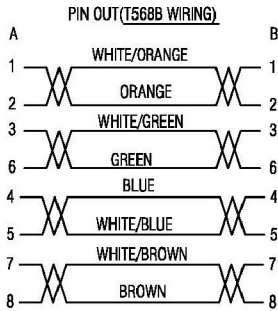 PIN OUT(T568B WIRING)
A B
1 WHITE/ORANGE 1
2 ORANGE 2
3 WHITE/GREEN 3
6 GREEN 6
4 BLUE 4
5 WHITE/BLUE 5
7 WHITE/BROWN 7
8 BROWN 8